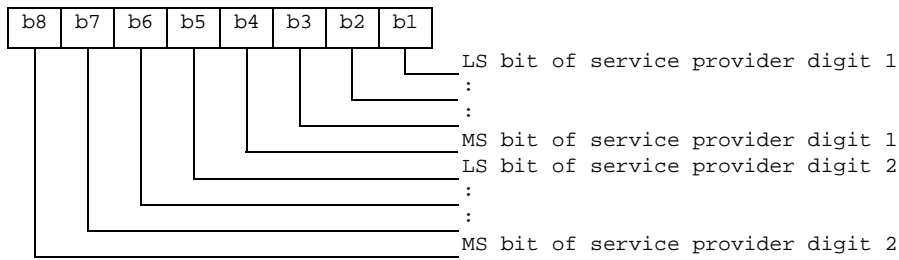 b8 b7 b6 b5 b4 b3 b2 b1
LS bit of service provider digit 1
:
:
MS bit of service provider digit 1
LS bit of service provider digit 2
:
:
MS bit of service provider digit 2